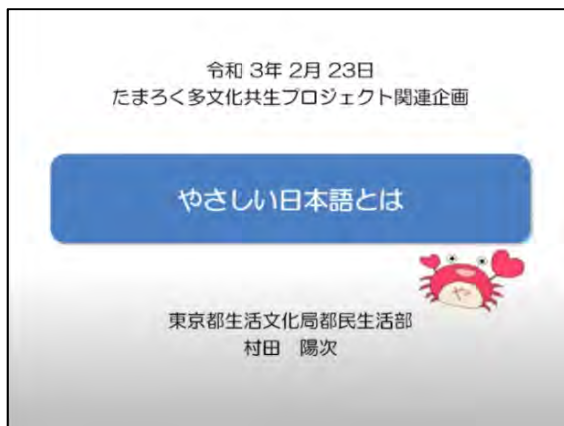 令和 3年 2月 23日
たまろく多文化共生プロジェクト関連企画
やさしい日本語とは
や
東京都生活文化局都民生活部
村田　陽次